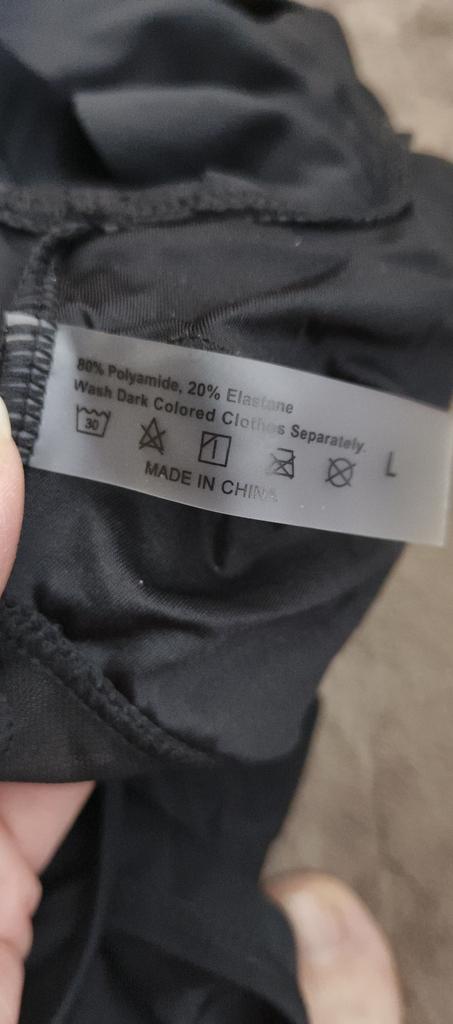 80% Polyamide, 20% Elastane
Wash Dark Colored Clothes Separately.
30
L
MADE IN CHINA